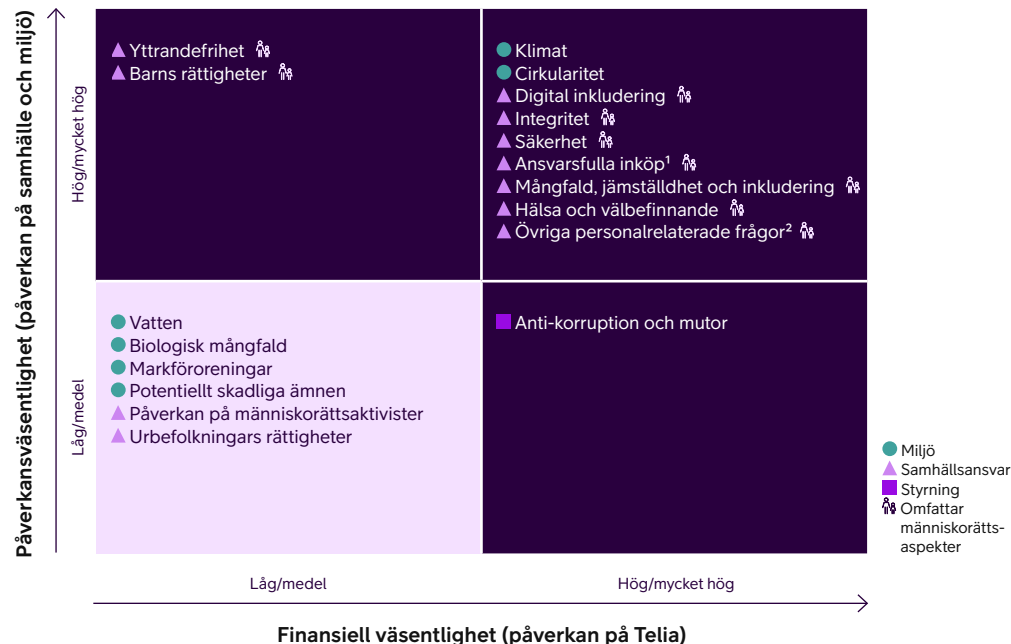 Påverkansväsentlighet (påverkan på samhälle och miljö)
Hög/mycket hög
Låg/medel
Yttrandefrihet
Barns rättigheter
Klimat
Cirkularitet
Digital inkludering
Integritet
Säkerhet
Ansvarsfulla inköp¹
Mångfald, jämställdhet och inkludering
Hälsa och välbefinnande
Övriga personalrelaterade frågor²
Vatten
Biologisk mångfald
Markföroreningar
Potentiellt skadliga ämnen
Påverkan på människorättsaktivister
Urbefolkningars rättigheter
Anti-korruption och mutor
Miljö
Samhällsansvar
Styrning
Omfattar
människorätts-
aspekter
Låg/medel
Hög/mycket hög
Finansiell väsentlighet (påverkan på Telia)